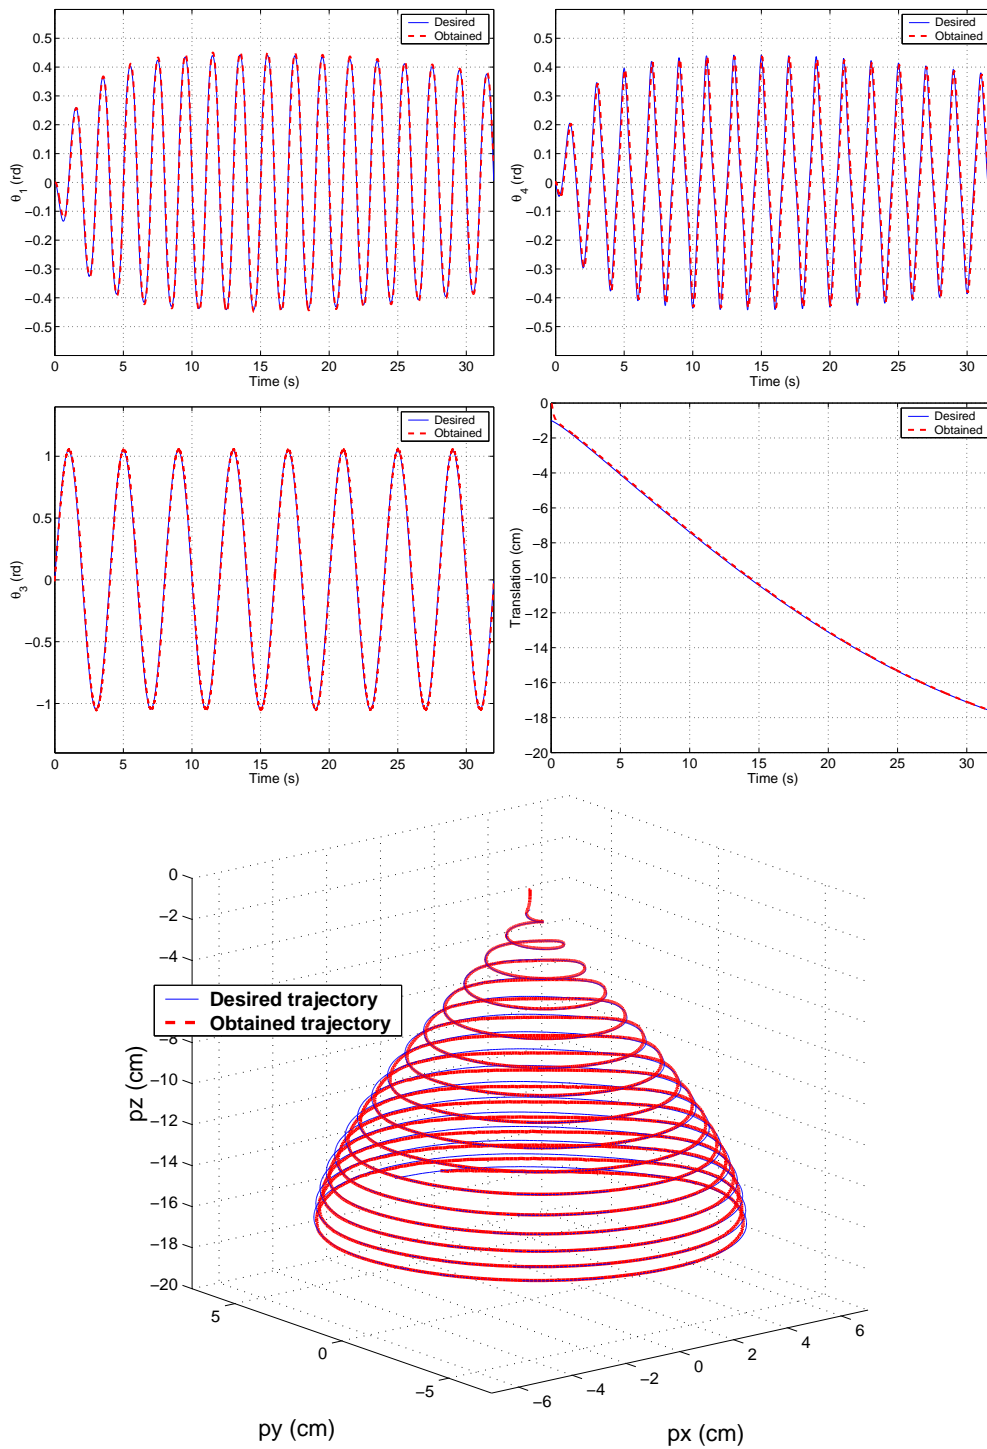 0.5
0.4
0.3
0.2
0.1
0
−0.1
−0.2
−0.3
−0.4
−0.5
θ1 (rd)
0 5 10 15 20 25 30
Time (s)
Desired
Obtained
0.5
0.4
0.3
0.2
0.1
0
−0.1
−0.2
−0.3
−0.4
−0.5
θ4 (rd)
0 5 10 15 20 25 30
Time (s)
Desired
Obtained
1
0.5
0
−0.5
−1
θ3 (rd)
0 5 10 15 20 25 30
Time (s)
Desired
Obtained
0
−2
−4
−6
−8
−10
−12
−14
−16
−18
−20
Translation (cm)
0 5 10 15 20 25 30
Time (s)
Desired
Obtained
0
−2
−4
Desired trajectory
Obtained trajectory
−8
−10
−12
−14
−16
−18
−20
pz (cm)
5
0
−5
py (cm)
−6 −4 −2 0 2 4 6
px (cm)